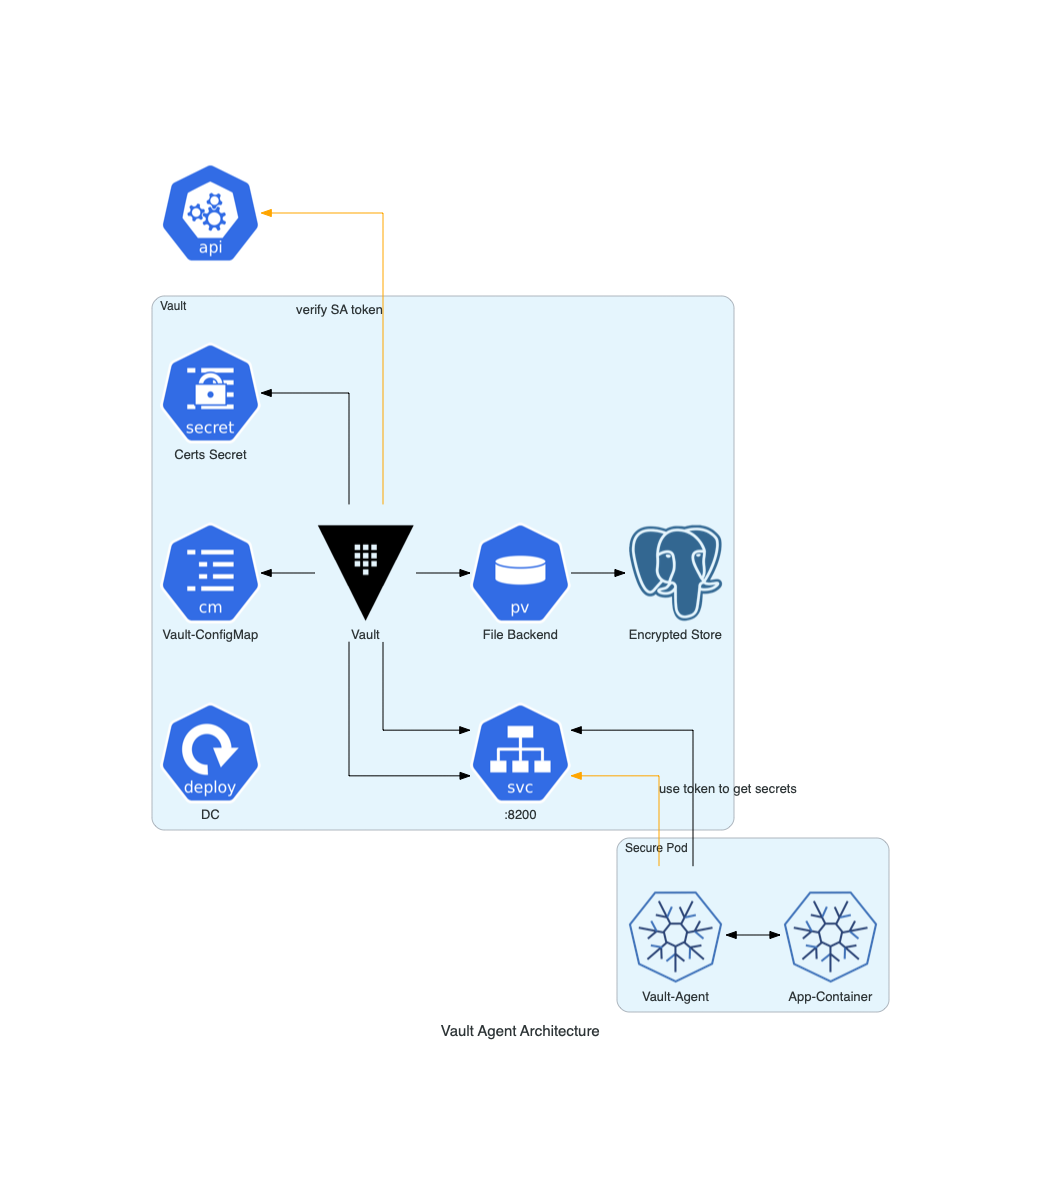 api
Vault
verify SA token
secret
Certs Secret
cm
Vault-ConfigMap
Vault
pv
File Backend
Encrypted Store
deploy
DC
svc
:8200
use token to get secrets
Secure Pod
Vault-Agent
App-Container
Vault Agent Architecture